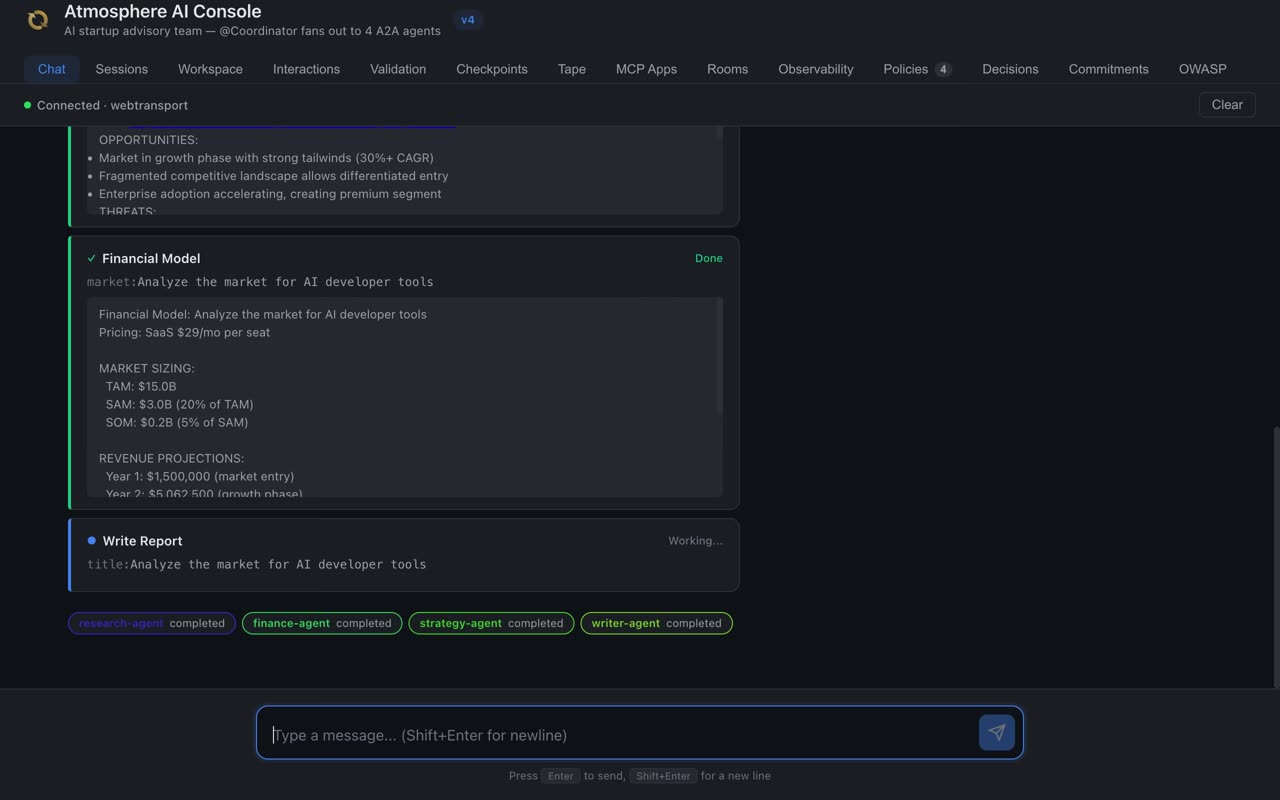 Atmosphere AI Console
AI startup advisory team — @Coordinator fans out to 4 A2A agents
v4
Chat Sessions Workspace Interactions Validation Checkpoints Tape MCP Apps Rooms Observability Policies 4 Decisions Commitments OWASP
Connected · webtransport
Clear
OPPORTUNITIES:
• Market in growth phase with strong tailwinds (30%+ CAGR)
• Fragmented competitive landscape allows differentiated entry
• Enterprise adoption accelerating, creating premium segment
THREATS:
✓ Financial Model
Done
market:Analyze the market for AI developer tools
Financial Model: Analyze the market for AI developer tools
Pricing: SaaS $29/mo per seat
MARKET SIZING:
TAM: $15.0B
SAM: $3.0B (20% of TAM)
SOM: $0.2B (5% of SAM)
REVENUE PROJECTIONS:
Year 1: $1,500,000 (market entry)
Year 2: $5,062,500 (growth phase)
Write Report
Working...
title:Analyze the market for AI developer tools
research-agent completed
finance-agent completed
strategy-agent completed
writer-agent completed
Type a message... (Shift+Enter for newline)
Press Enter to send, Shift+Enter for a new line